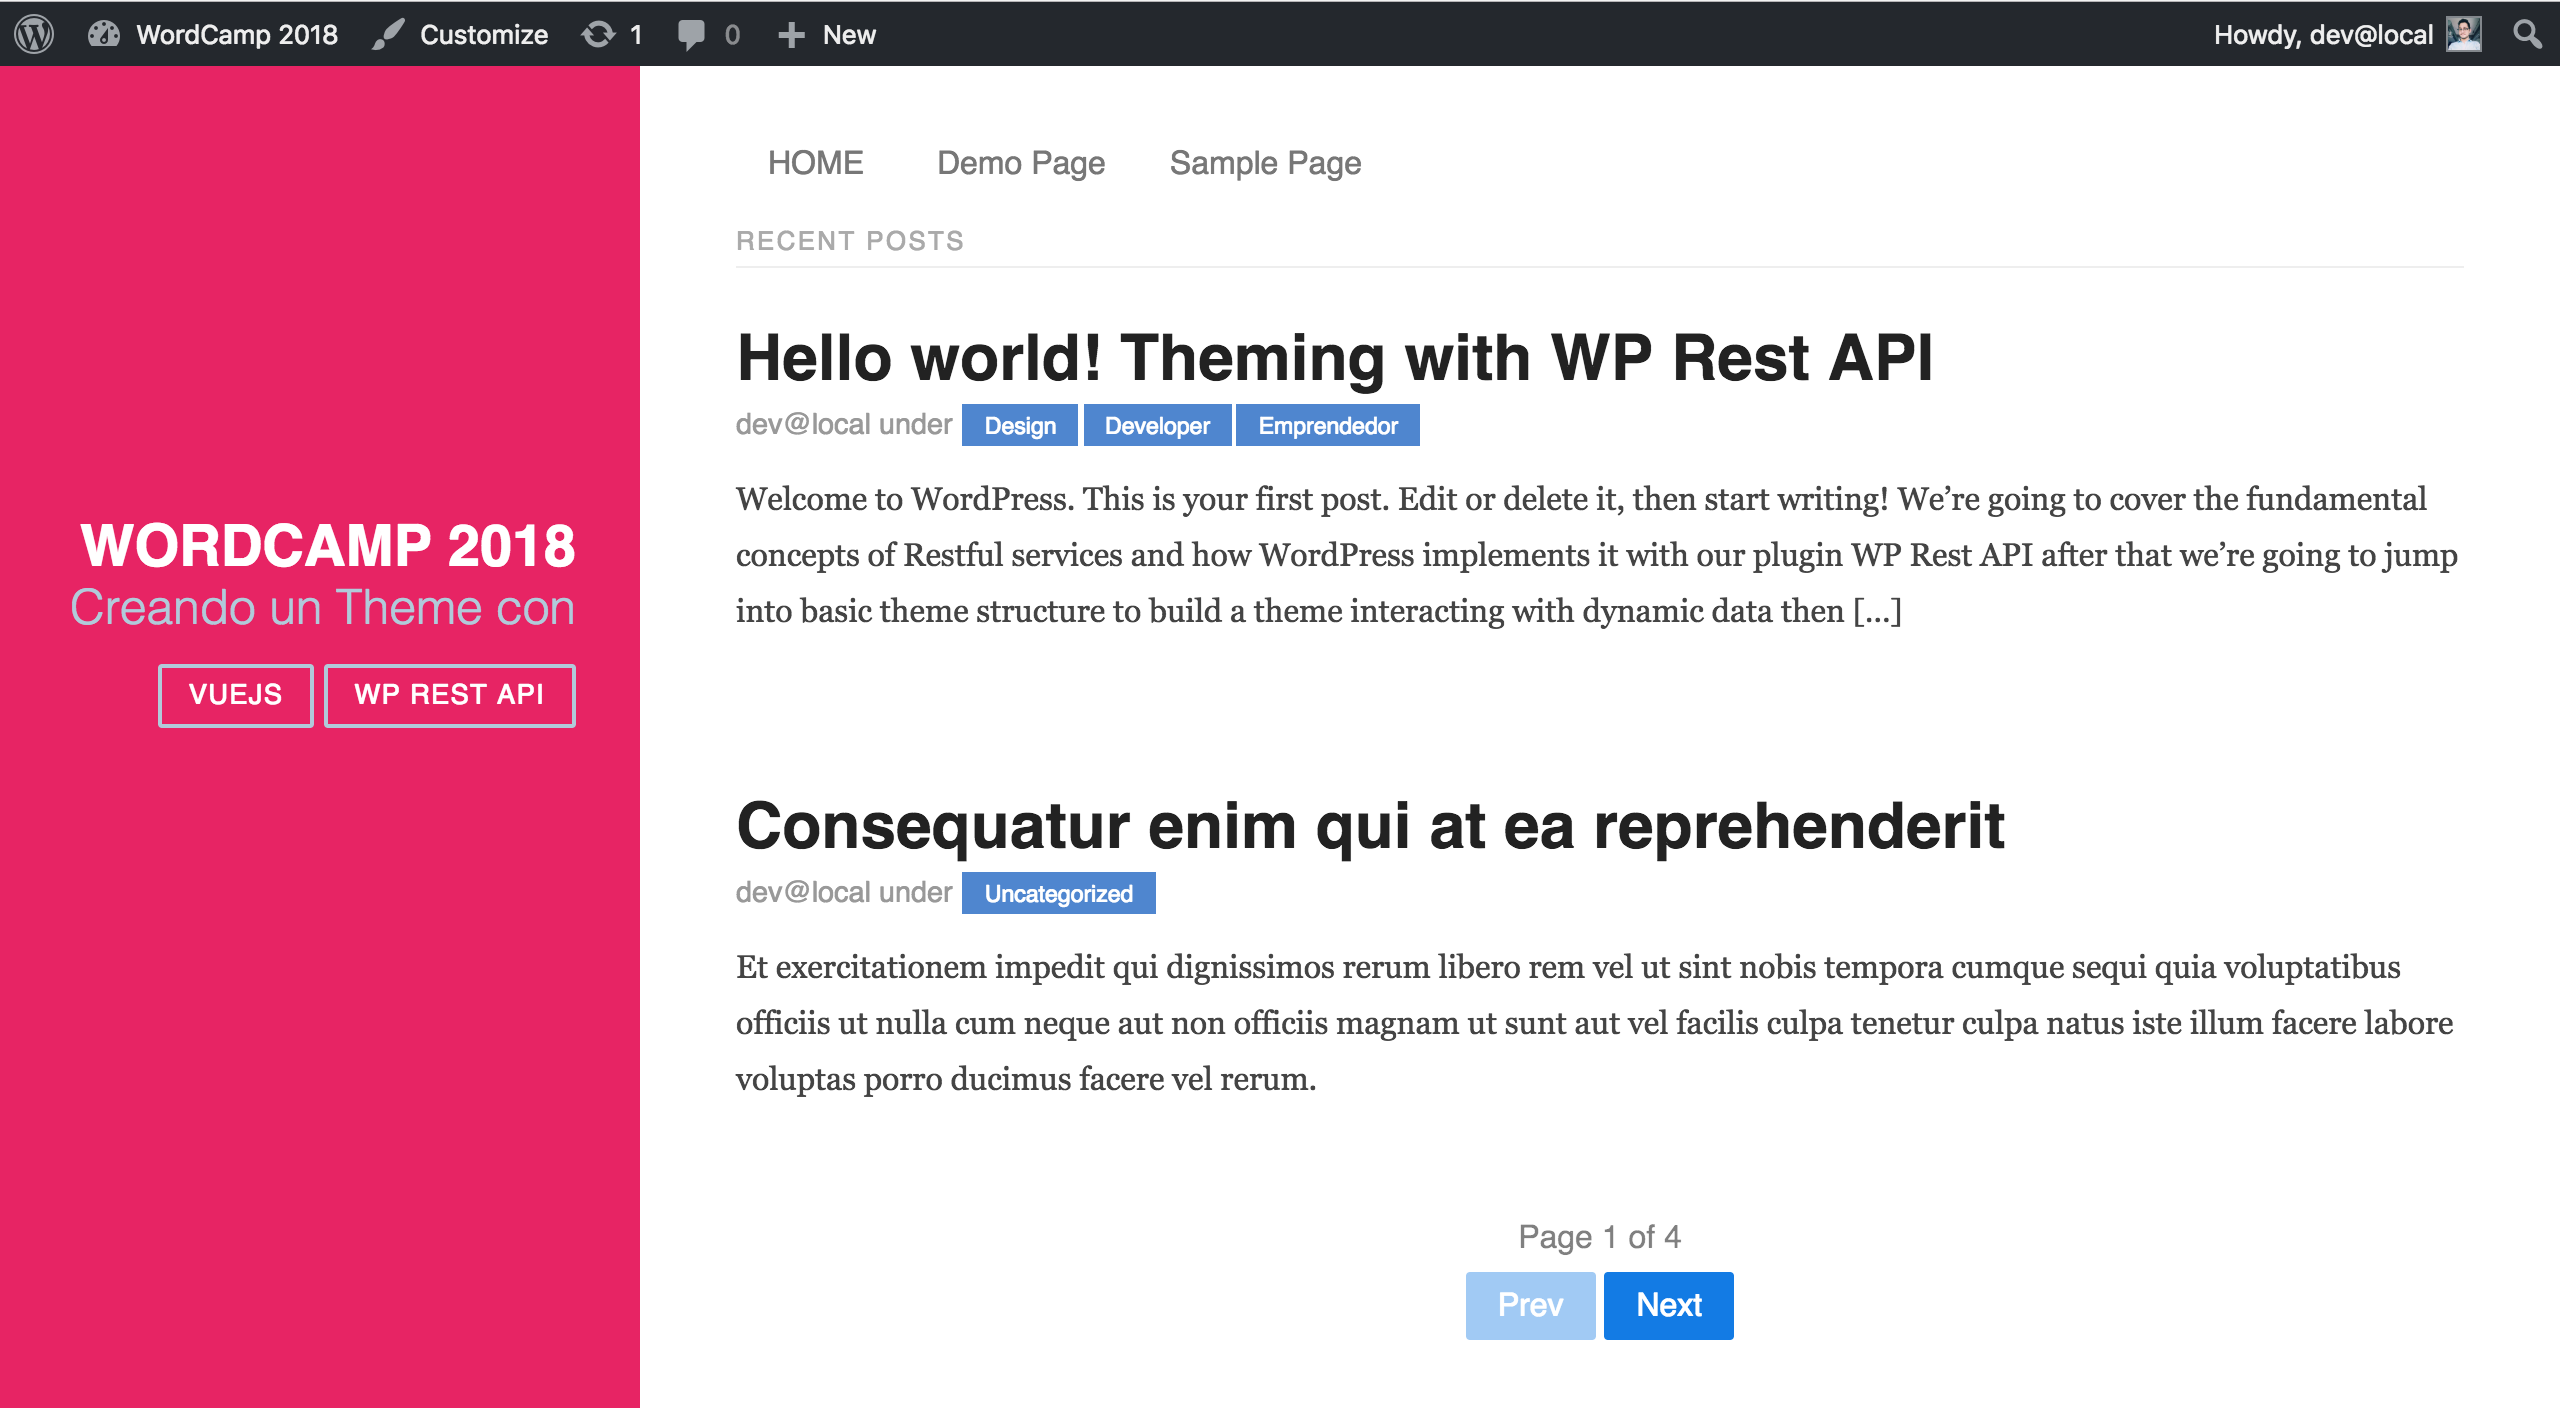 WordCamp 2018 Customize 1 0 New Howdy, dev@local
HOME Demo Page Sample Page
RECENT POSTS
Hello world! Theming with WP Rest API
dev@local under Design Developer Emprendedor
Welcome to WordPress. This is your first post. Edit or delete it, then start writing! We’re going to cover the fundamental
concepts of Restful services and how WordPress implements it with our plugin WP Rest API after that we’re going to jump
into basic theme structure to build a theme interacting with dynamic data then […]
WORDCAMP 2018
Creando un Theme con
VUEJS WP REST API
Consequatur enim qui at ea reprehenderit
dev@local under Uncategorized
Et exercitationem impedit qui dignissimos rerum libero rem vel ut sint nobis tempora cumque sequi quia voluptatibus
officiis ut nulla cum neque aut non officiis magnam ut sunt aut vel facilis culpa tenetur culpa natus iste illum facere labore
voluptas porro ducimus facere vel rerum.
Page 1 of 4
Prev Next